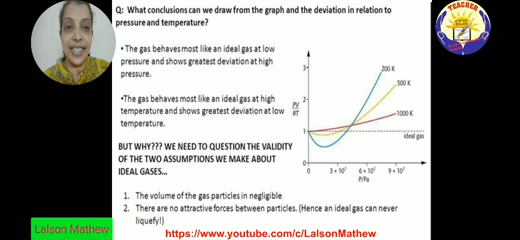 Q: What conclusions can we draw from the graph and the deviation in relation to
pressure and temperature?
TEACHER
• The gas behaves most like an ideal gas at low
pressure and shows greatest deviation at high
pressure.
•The gas behaves most like an ideal gas at high
temperature and shows greatest deviation at low
temperature.
BUT WHY??? WE NEED TO QUESTION THE VALIDITY
OF THE TWO ASSUMPTIONS WE MAKE ABOUT
IDEAL GASES...
1. The volume of the gas particles in negligible
2. There are no attractive forces between particles. (Hence an ideal gas can never
liquefy!)
3
2
1
0
PV
RT
200 K
500 K
1000 K
ideal gas
0 3 × 10⁷ 6 × 10⁷ 9 × 10⁷
P/Pa
Lalson Mathew
https://www.youtube.com/c/LalsonMathew